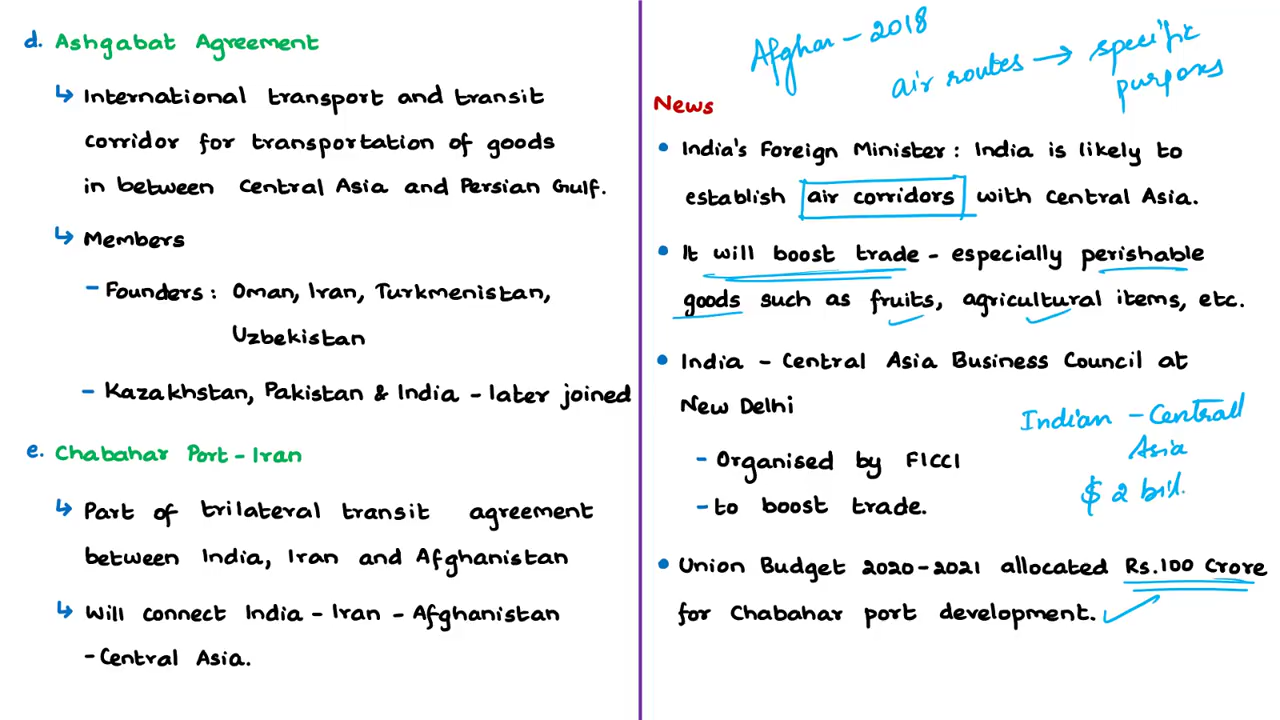 d. Ashgabat Agreement
↳ International transport and transit
corridor for transportation of goods
in between Central Asia and Persian Gulf.
↳ Members
- Founders : Oman, Iran, Turkmenistan,
Uzbekistan
- Kazakhstan, Pakistan & India - later joined
e. Chabahar Port - Iran
↳ Part of trilateral transit agreement
between India, Iran and Afghanistan
↳ Will connect India - Iran - Afghanistan
- Central Asia.
Afghan - 2018
air routes → specific
purposes
News
• India's Foreign Minister : India is likely to
establish air corridors with Central Asia.
• It will boost trade - especially perishable
goods such as fruits, agricultural items, etc.
• India - Central Asia Business Council at
New Delhi
- Organised by FICCI
- to boost trade.
Indian - Central
Asia
$ 2 bill.
• Union Budget 2020-2021 allocated Rs.100 Crore
for Chabahar port development.